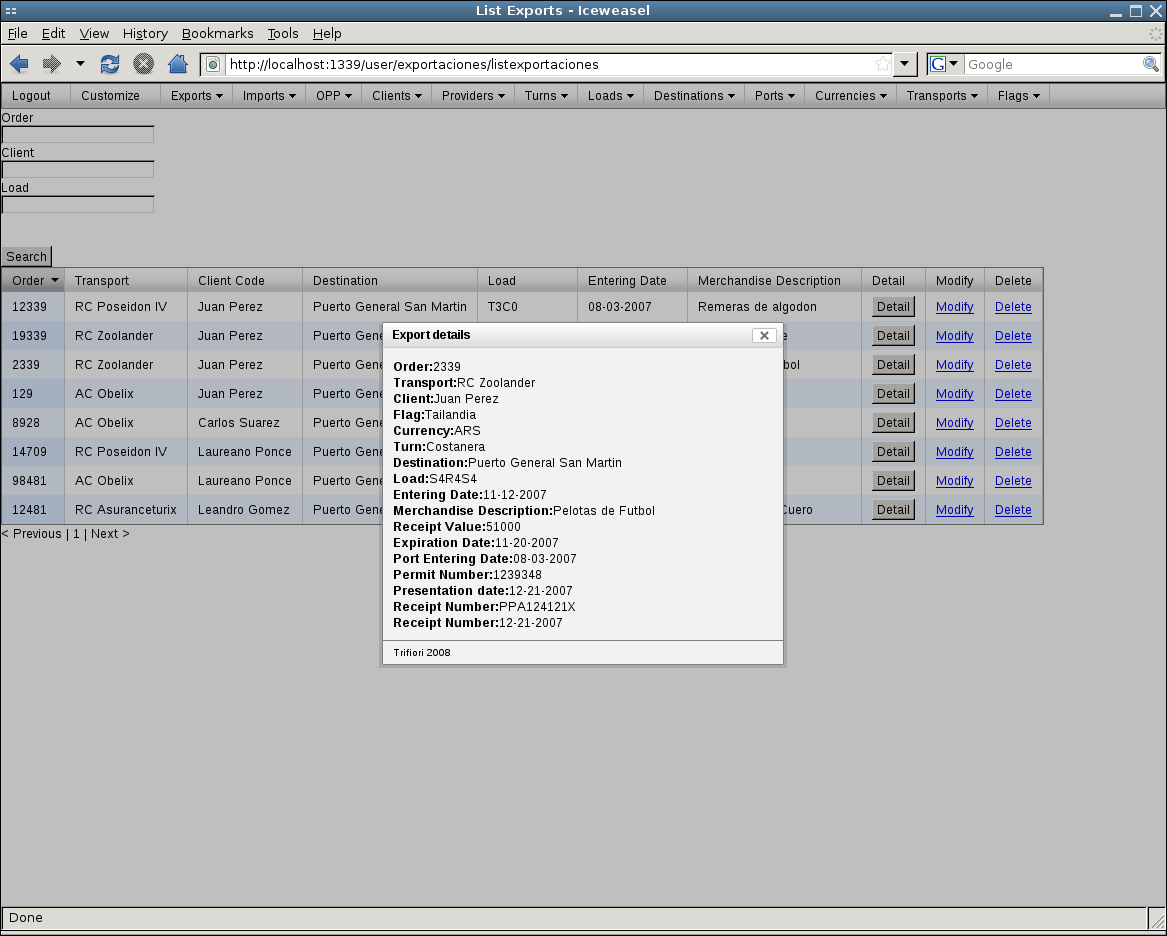 List Exports - Iceweasel
File Edit View History Bookmarks Tools Help
http://localhost:1339/user/exportaciones/listexportaciones G Google
Logout Customize Exports Imports OPP Clients Providers Turns Loads Destinations Ports Currencies Transports Flags
Order
Client
Load
Search
Order Transport Client Code Destination Load Entering Date Merchandise Description Detail Modify Delete
12339 RC Poseidon IV Juan Perez Puerto General San Martin T3C0 08-03-2007 Remeras de algodon Detail Modify Delete
19339 RC Zoolander Juan Perez Puerto Gene e Detail Modify Delete
2339 RC Zoolander Juan Perez Puerto Gene bol Detail Modify Delete
129 AC Obelix Juan Perez Puerto Gene Detail Modify Delete
8928 AC Obelix Carlos Suarez Puerto Gene Detail Modify Delete
14709 RC Poseidon IV Laureano Ponce Puerto Gene Detail Modify Delete
98481 AC Obelix Laureano Ponce Puerto Gene Detail Modify Delete
12481 RC Asuranceturix Leandro Gomez Puerto Gene Cuero Detail Modify Delete
< Previous | 1 | Next >
Export details
Order:2339
Transport:RC Zoolander
Client:Juan Perez
Flag:Tailandia
Currency:ARS
Turn:Costanera
Destination:Puerto General San Martin
Load:S4R4S4
Entering Date:11-12-2007
Merchandise Description:Pelotas de Futbol
Receipt Value:51000
Expiration Date:11-20-2007
Port Entering Date:08-03-2007
Permit Number:1239348
Presentation date:12-21-2007
Receipt Number:PPA124121X
Receipt Number:12-21-2007
Trifiori 2008
Done